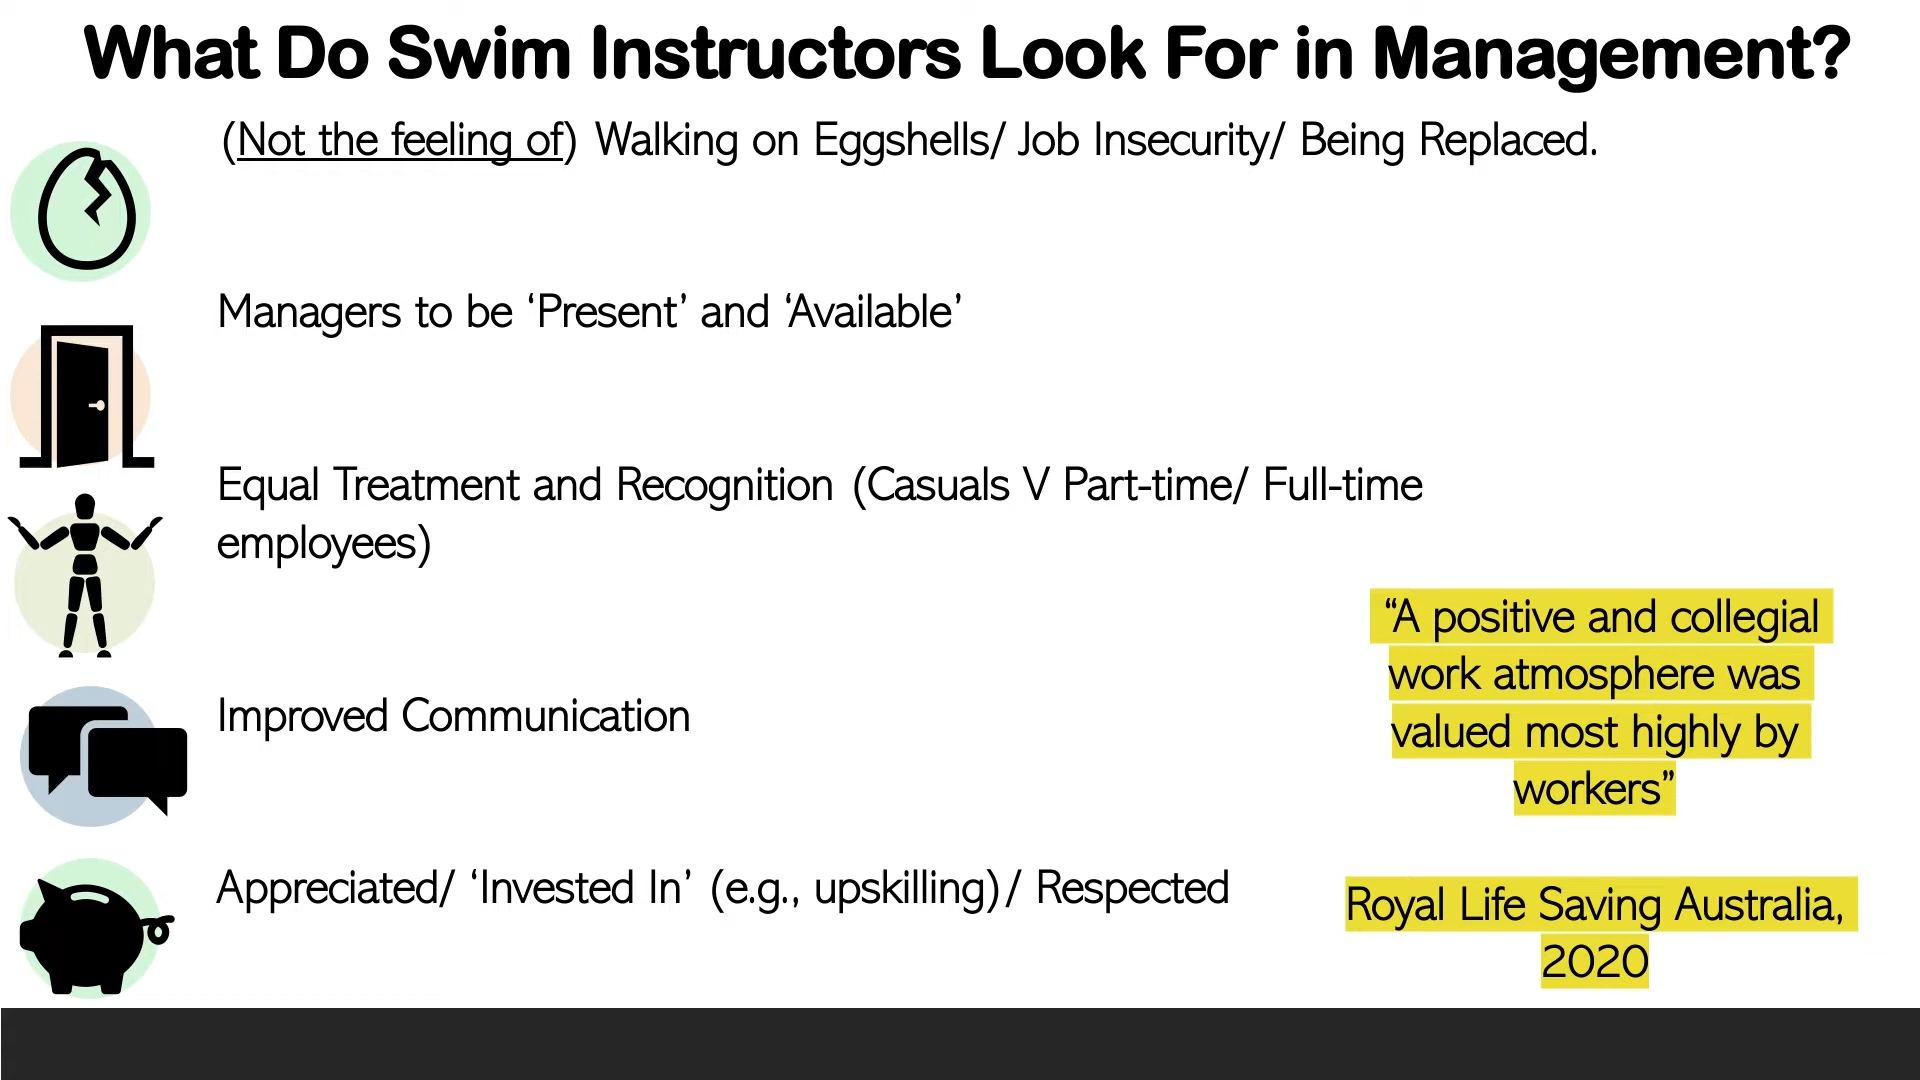 What Do Swim Instructors Look For in Management?
(Not the feeling of) Walking on Eggshells/ Job Insecurity/ Being Replaced.
Managers to be ‘Present’ and ‘Available’
Equal Treatment and Recognition (Casuals V Part-time/ Full-time
employees)
Improved Communication
Appreciated/ ‘Invested In’ (e.g., upskilling)/ Respected
“A positive and collegial
work atmosphere was
valued most highly by
workers”
Royal Life Saving Australia,
2020